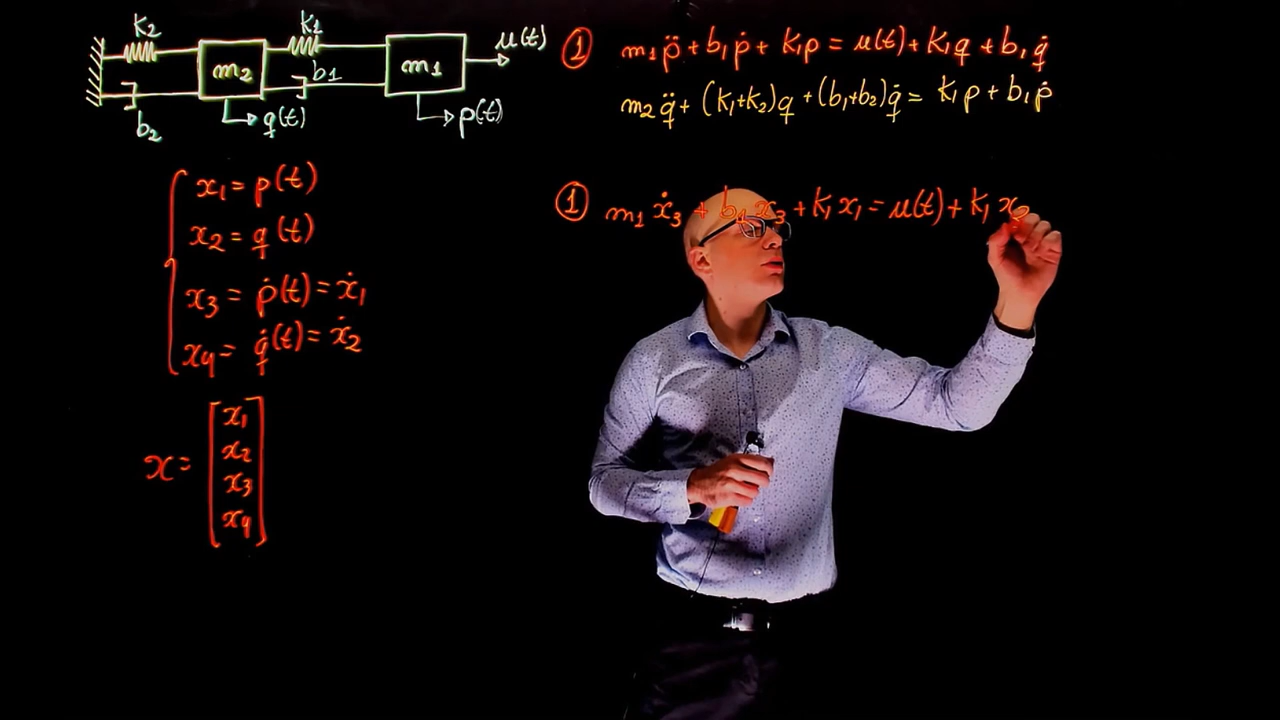 k₂ k₁ u(t)
m₂ b₁ m₁
b₂ q(t) p(t)
① m₁p̈ + b₁ṗ + k₁p = u(t) + k₁q + b₁q̇
m₂q̈ + (k₁+k₂)q + (b₁+b₂)q̇ = k₁p + b₁ṗ
x₁ = p(t)
x₂ = q(t)
x₃ = ṗ(t) = ẋ₁
x₄ = q̇(t) = ẋ₂
x = [x₁
x₂
x₃
x₄]
① m₁ẋ₃ + b₁x₃ + k₁x₁ = u(t) + k₁x₂